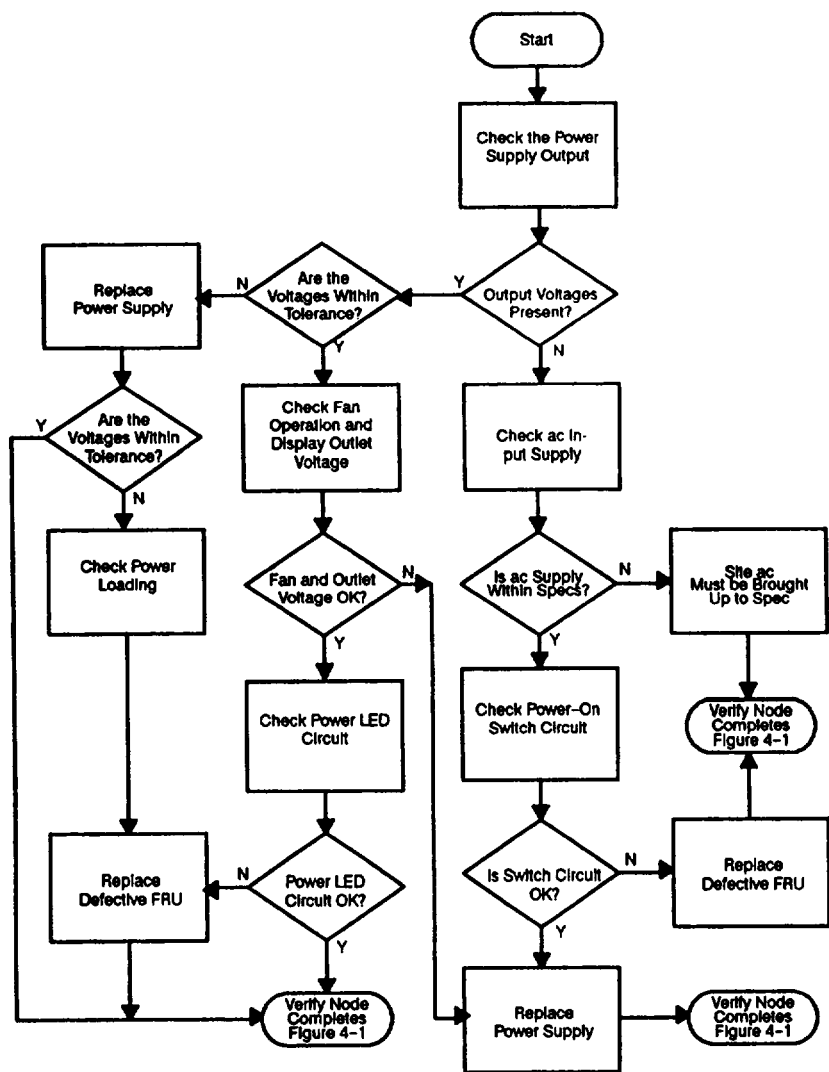 Start
Check the Power
Supply Output
Output Voltages
Present?
Y
N
Are the
Voltages Within
Tolerance?
N
Y
Replace
Power Supply
Are the
Voltages Within
Tolerance?
Y
N
Check Power
Loading
Check Fan
Operation and
Display Outlet
Voltage
Fan and Outlet
Voltage OK?
N
Y
Check Power LED
Circuit
Power LED
Circuit OK?
N
Y
Replace
Defective FRU
Verify Node
Completes
Figure 4-1
Check ac In-
put Supply
Is ac Supply
Within Specs?
N
Y
Site ac
Must be Brought
Up to Spec
Verify Node
Completes
Figure 4-1
Check Power-On
Switch Circuit
Is Switch Circuit
OK?
N
Y
Replace
Defective FRU
Replace
Power Supply
Verify Node
Completes
Figure 4-1